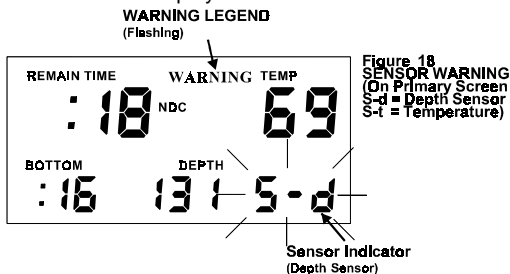 WARNING LEGEND
(Flashing)
REMAIN TIME WARNING TEMP
:18 NDC 69
BOTTOM DEPTH
:16 131 S-d
Figure 18
SENSOR WARNING
(On Primary Screen
S-d = Depth Sensor
S-t = Temperature)
Sensor Indicator
(Depth Sensor)